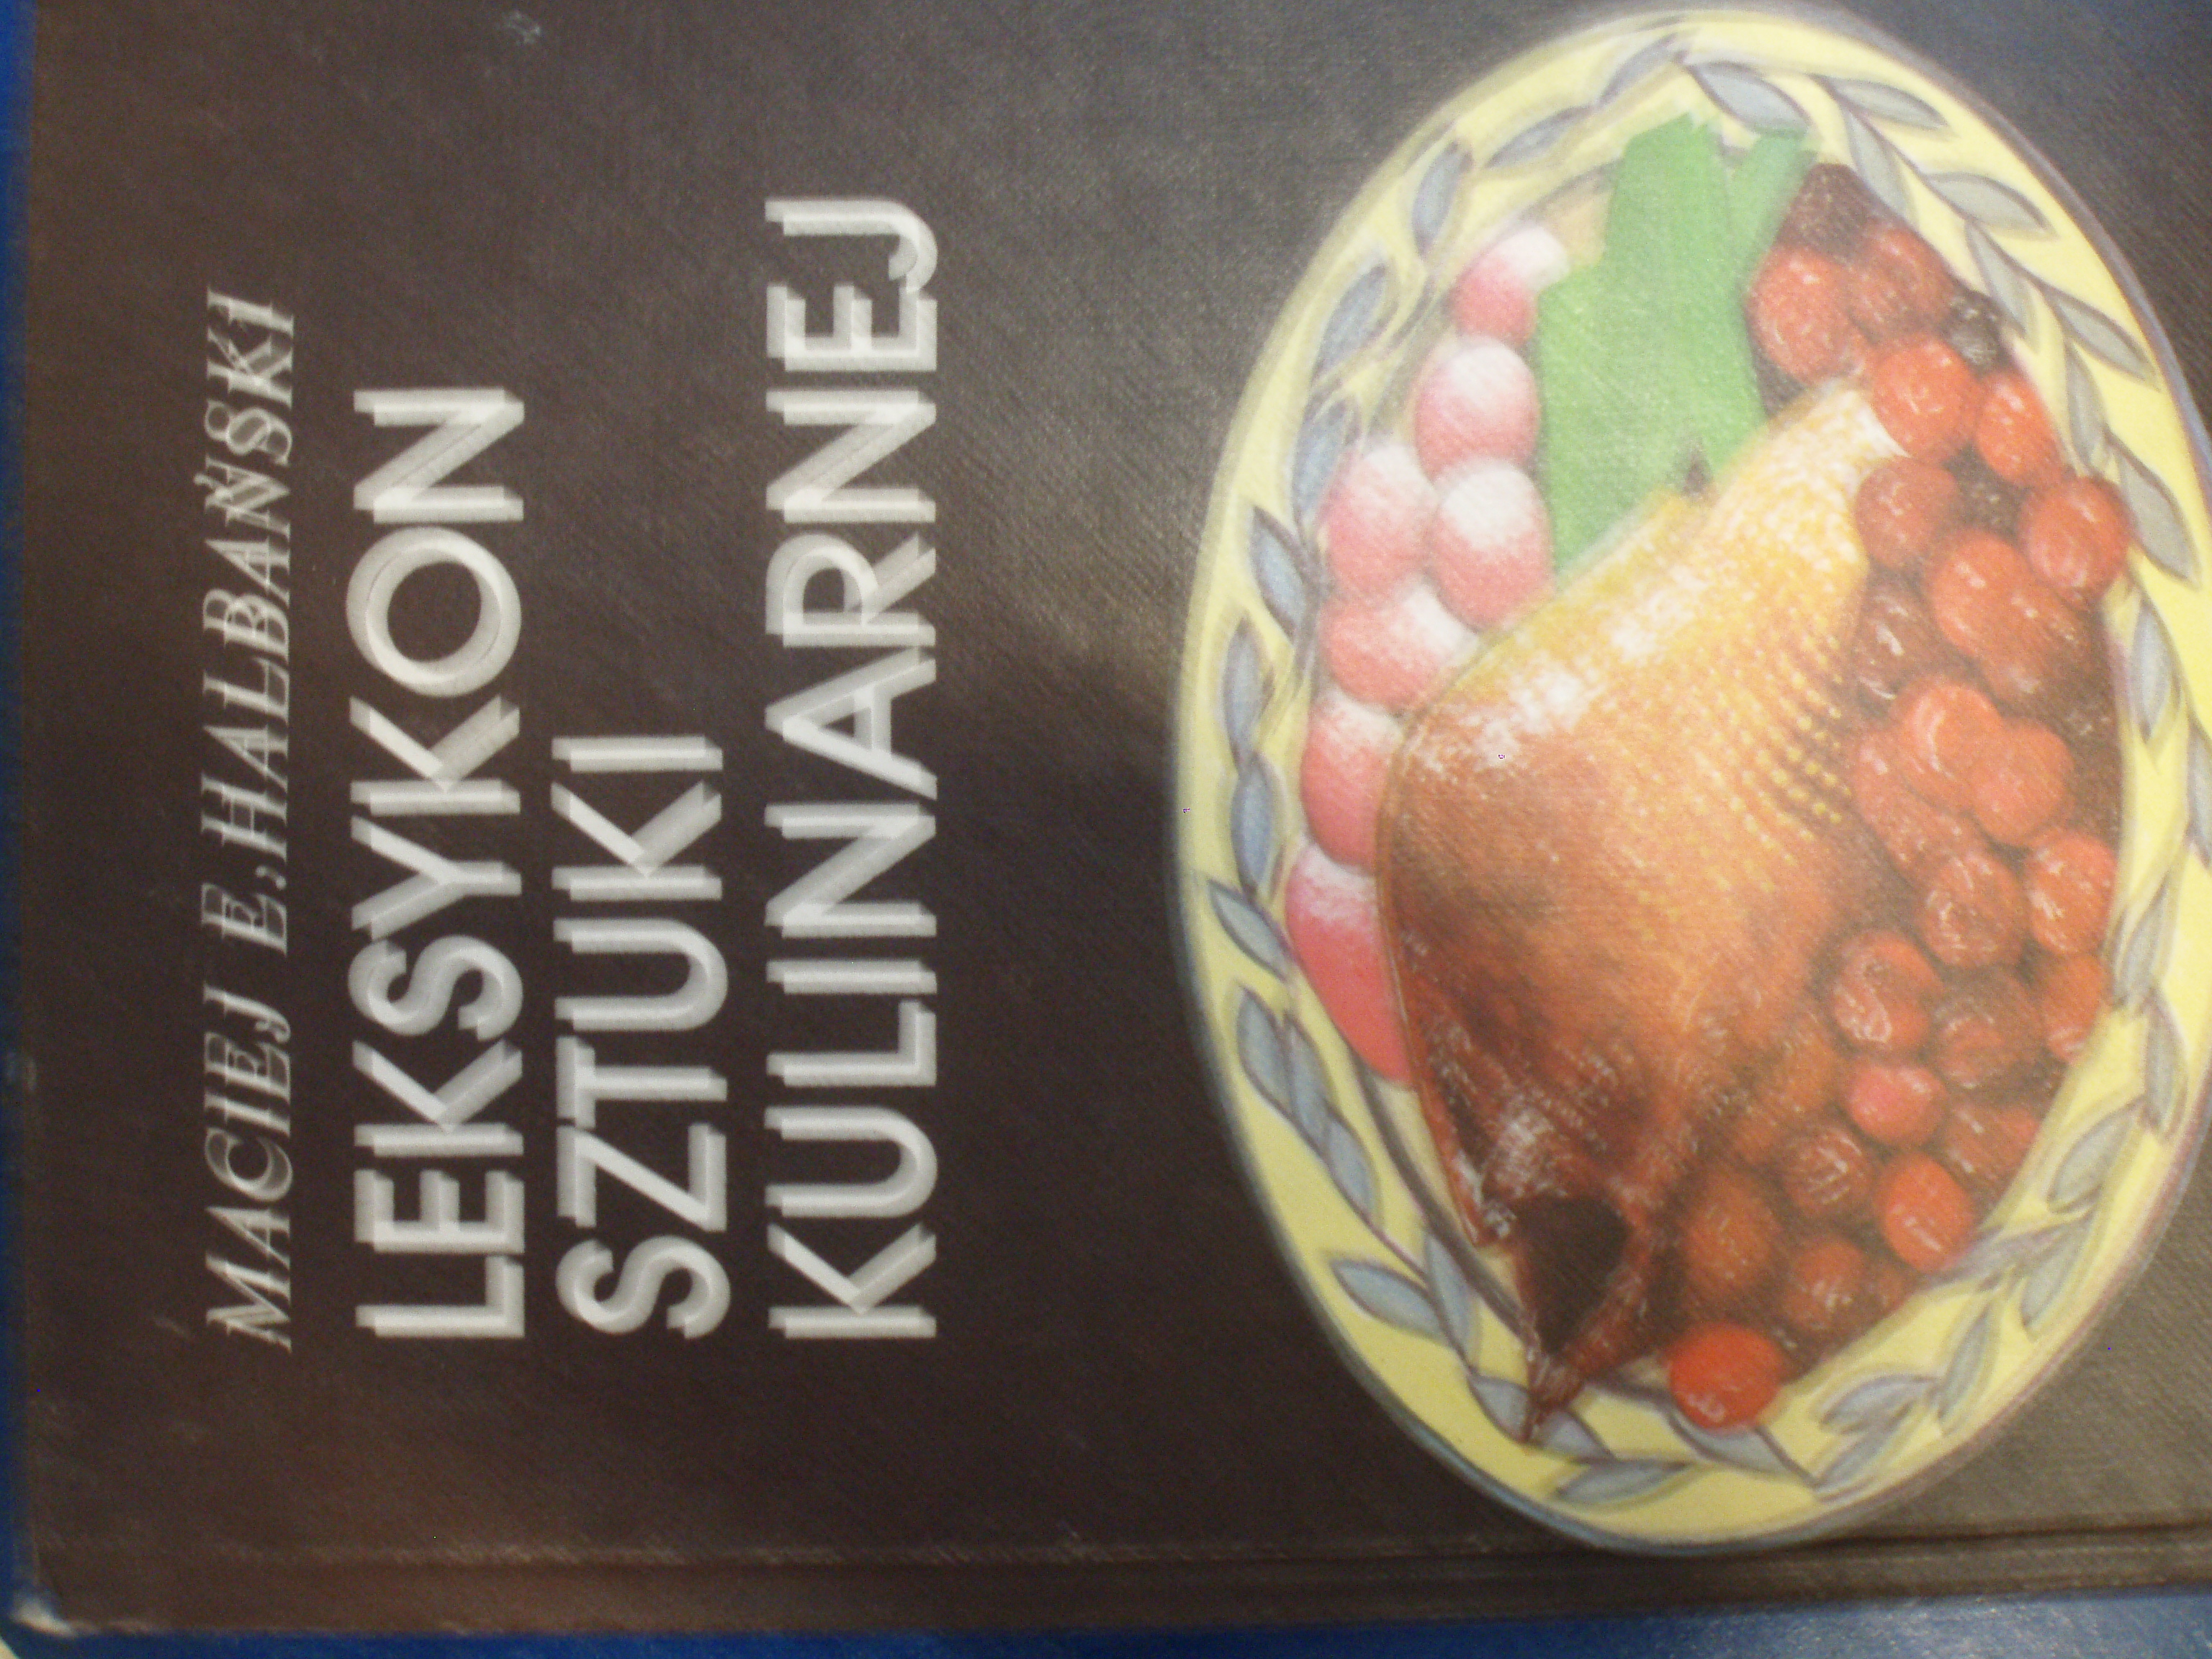 MACIEJ E. HALBAŃSKI
LEKSYKON
SZTUKI
KULINARNEJ